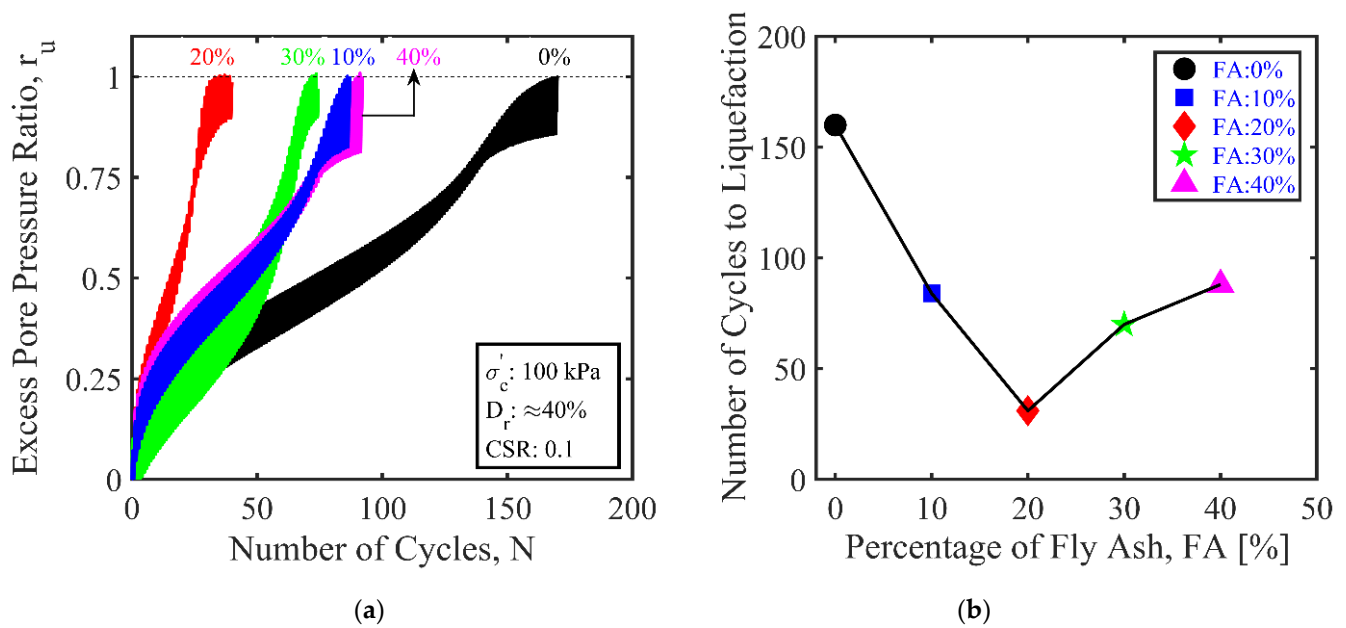 Excess Pore Pressure Ratio, r_u
1
0.75
0.5
0.25
0
20%
30%
10%
40%
0%
σ'_c: 100 kPa
D_r: ≈40%
CSR: 0.1
0
50
100
150
200
Number of Cycles, N
(a)
Number of Cycles to Liquefaction
200
150
100
50
0
FA:0%
FA:10%
FA:20%
FA:30%
FA:40%
0
10
20
30
40
50
Percentage of Fly Ash, FA [%]
(b)